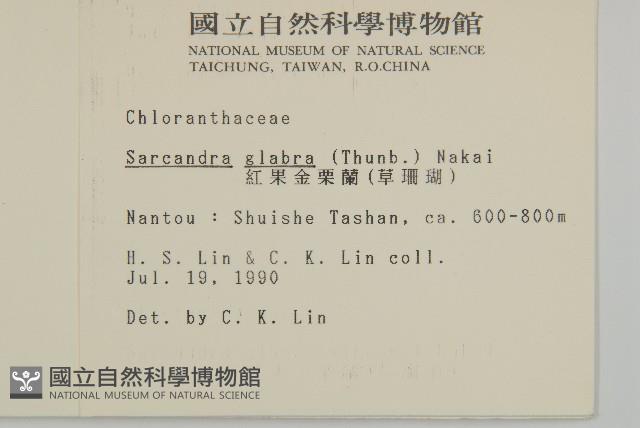 國立自然科學博物館
NATIONAL MUSEUM OF NATURAL SCIENCE
TAICHUNG, TAIWAN, R.O.CHINA
Chloranthaceae
Sarcandra glabra (Thunb.) Nakai
紅果金粟蘭(草珊瑚)
Nantou : Shuishe Tashan, ca. 600-800m
H. S. Lin & C. K. Lin coll.
Jul. 19, 1990
Det. by C. K. Lin
國立自然科學博物館
NATIONAL MUSEUM OF NATURAL SCIENCE